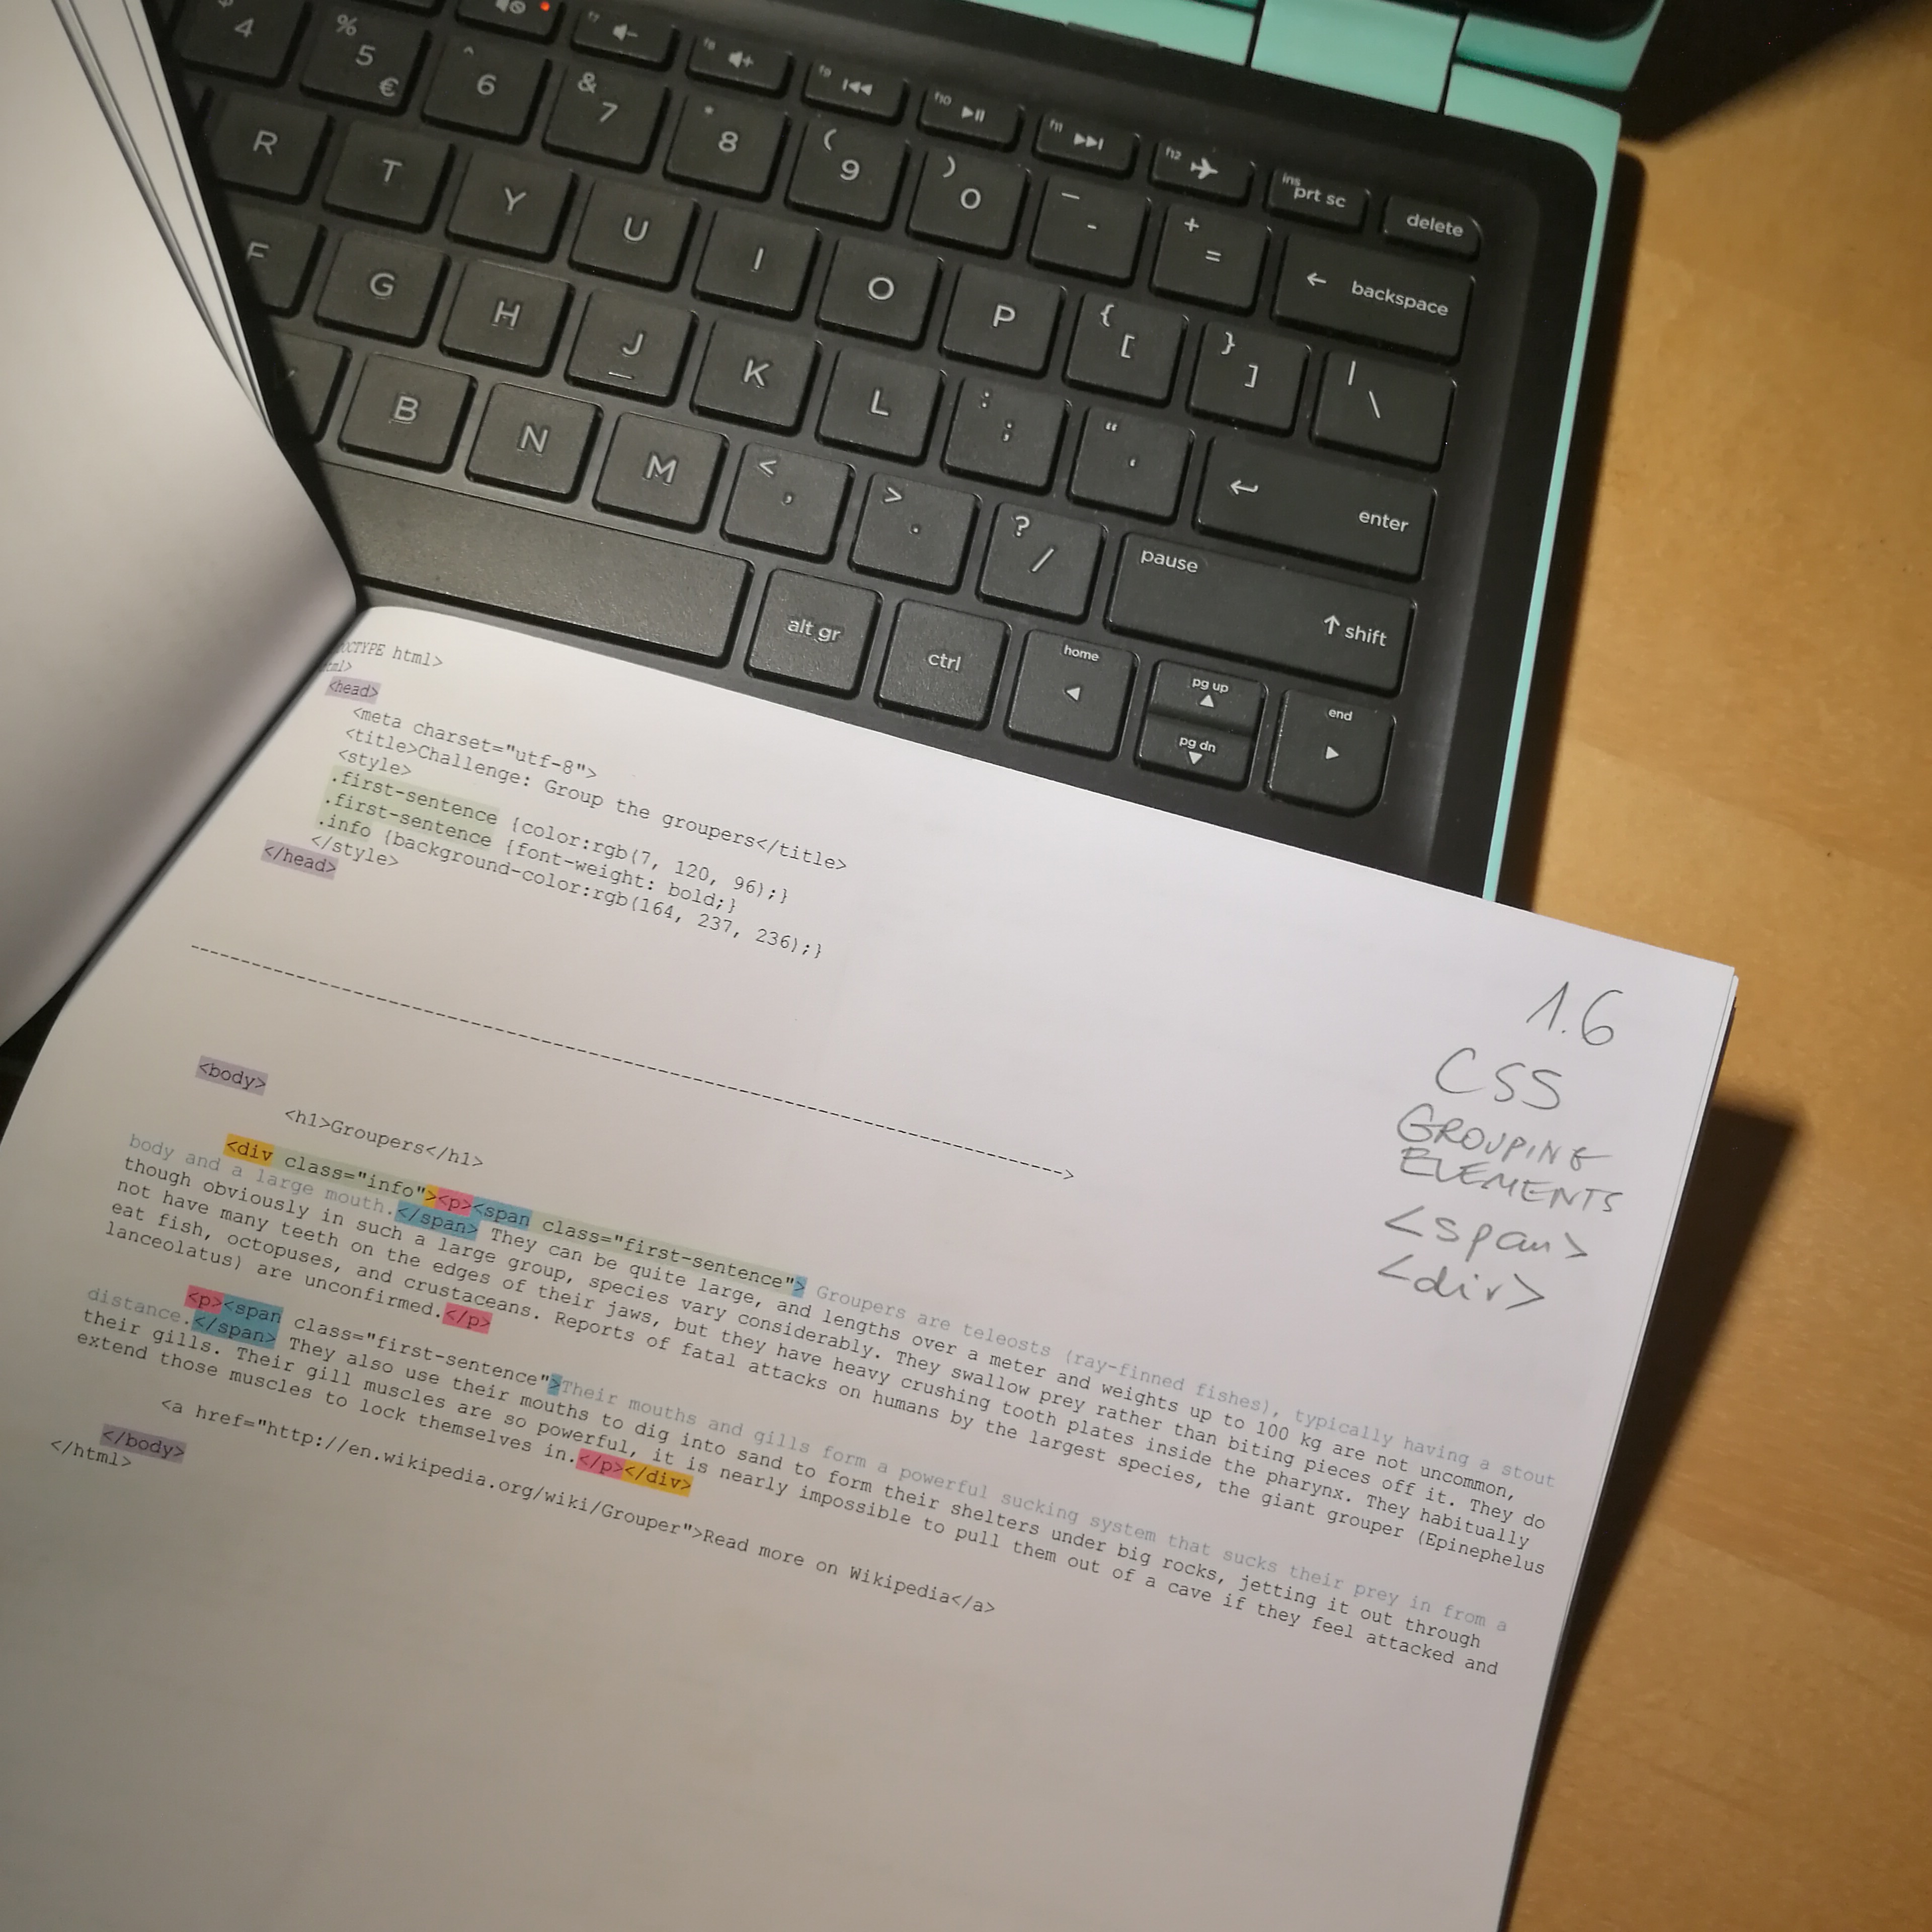 4
% 5 €
^ 6
& 7
* 8
( 9
) 0
_ -
+ =
← backspace
f7
f8
f9
f10
f11
f12
ins prt sc
delete
R T Y U I O P { [ } ] | \
F G H J K L : ; “ ‘ enter
B N M < , > . ? / pause shift
alt gr
ctrl
home
pg up
pg dn
end
OCTYPE html>
tml>
<head>
<meta charset="utf-8">
<title>Challenge: Group the groupers</title>
<style>
.first-sentence {color:rgb(7, 120, 96);}
.first-sentence {font-weight: bold;}
.info {background-color:rgb(164, 237, 236);}
</style>
</head>
----------------------------------------------------------------------------->
<body>
<h1>Groupers</h1>
<div class="info"><p><span class="first-sentence"> Groupers are teleosts (ray-finned fishes), typically having a stout
body and a large mouth.</span> They can be quite large, and lengths over a meter and weights up to 100 kg are not uncommon,
though obviously in such a large group, species vary considerably. They swallow prey rather than biting pieces off it. They do
not have many teeth on the edges of their jaws, but they have heavy crushing tooth plates inside the pharynx. They habitually
eat fish, octopuses, and crustaceans. Reports of fatal attacks on humans by the largest species, the giant grouper (Epinephelus
lanceolatus) are unconfirmed.</p>
<p><span class="first-sentence">Their mouths and gills form a powerful sucking system that sucks their prey in from a
distance.</span> They also use their mouths to dig into sand to form their shelters under big rocks, jetting it out through
their gills. Their gill muscles are so powerful, it is nearly impossible to pull them out of a cave if they feel attacked and
extend those muscles to lock themselves in.</p></div>
<a href="http://en.wikipedia.org/wiki/Grouper">Read more on Wikipedia</a>
</body>
</html>
1.6
CSS
GROUPING
ELEMENTS
<span>
<div>